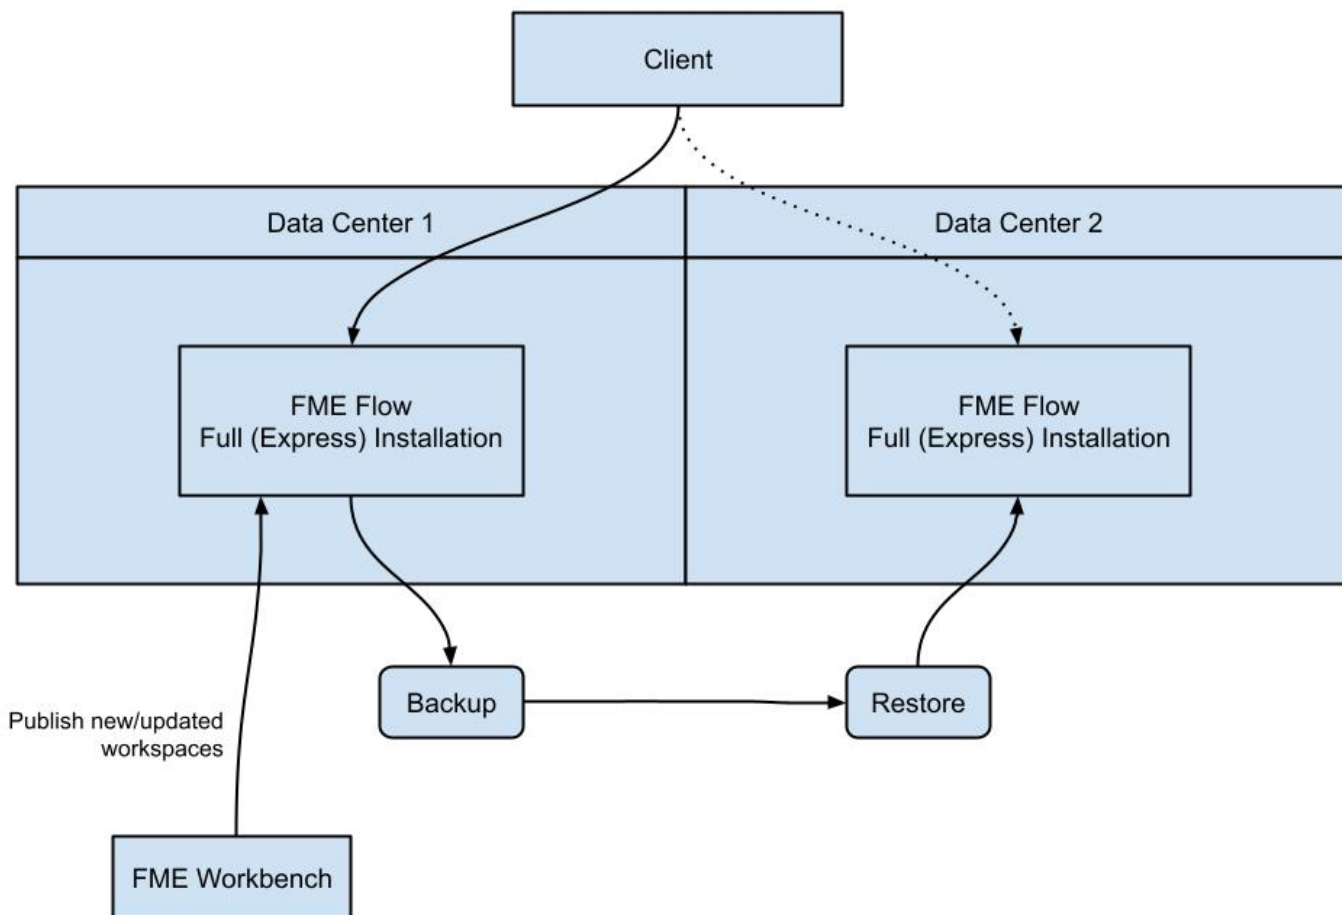 Client
Data Center 1
Data Center 2
FME Flow
Full (Express) Installation
FME Flow
Full (Express) Installation
Backup
Restore
Publish new/updated
workspaces
FME Workbench